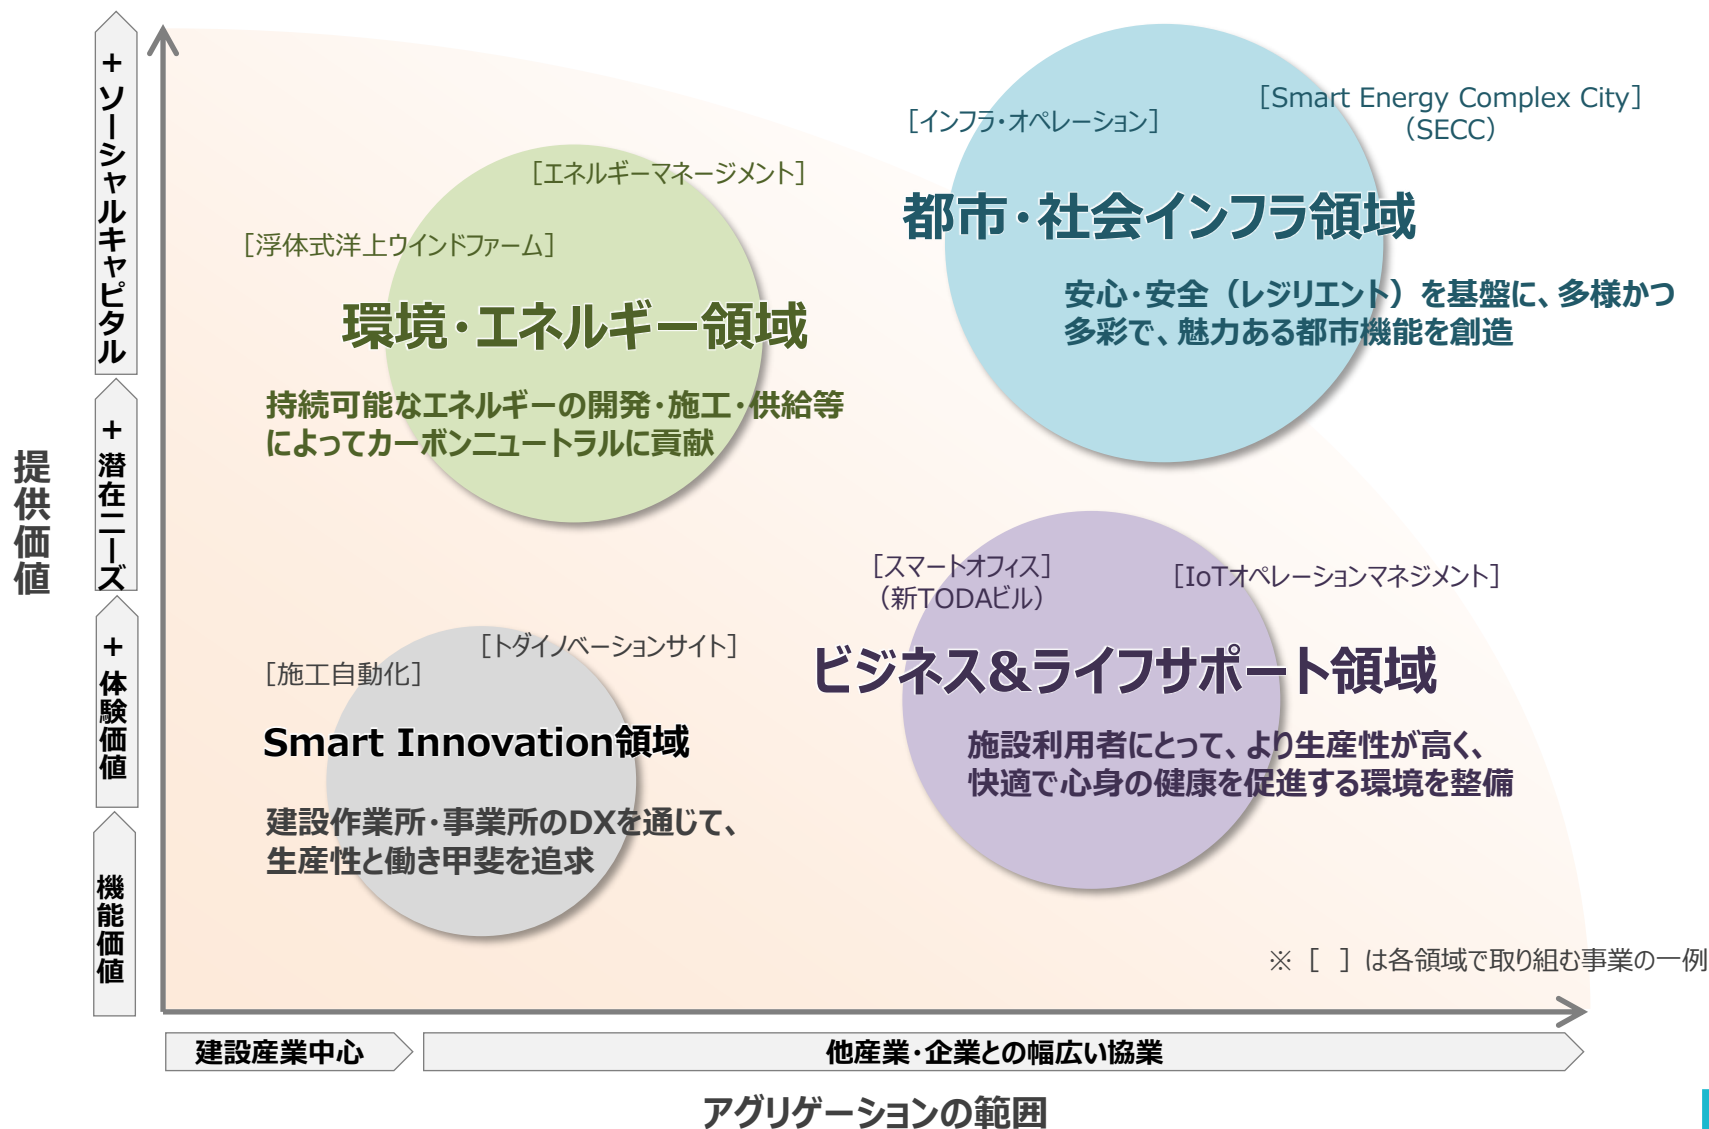 提供価値
+ ソーシャルキャピタル
+ 潜在ニーズ
+ 体験価値
機能価値
[エネルギーマネージメント]
[浮体式洋上ウインドファーム]
環境・エネルギー領域
持続可能なエネルギーの開発・施工・供給等
によってカーボンニュートラルに貢献
[インフラ・オペレーション]
[Smart Energy Complex City]
（SECC）
都市・社会インフラ領域
安心・安全（レジリエント）を基盤に、多様かつ
多彩で、魅力ある都市機能を創造
[トダイノベーションサイト]
[施工自動化]
Smart Innovation領域
建設作業所・事業所のDXを通じて、
生産性と働き甲斐を追求
[スマートオフィス]
（新TODAビル）
[IoTオペレーションマネジメント]
ビジネス&ライフサポート領域
施設利用者にとって、より生産性が高く、
快適で心身の健康を促進する環境を整備
※ [ ] は各領域で取り組む事業の一例
建設産業中心
他産業・企業との幅広い協業
アグリゲーションの範囲